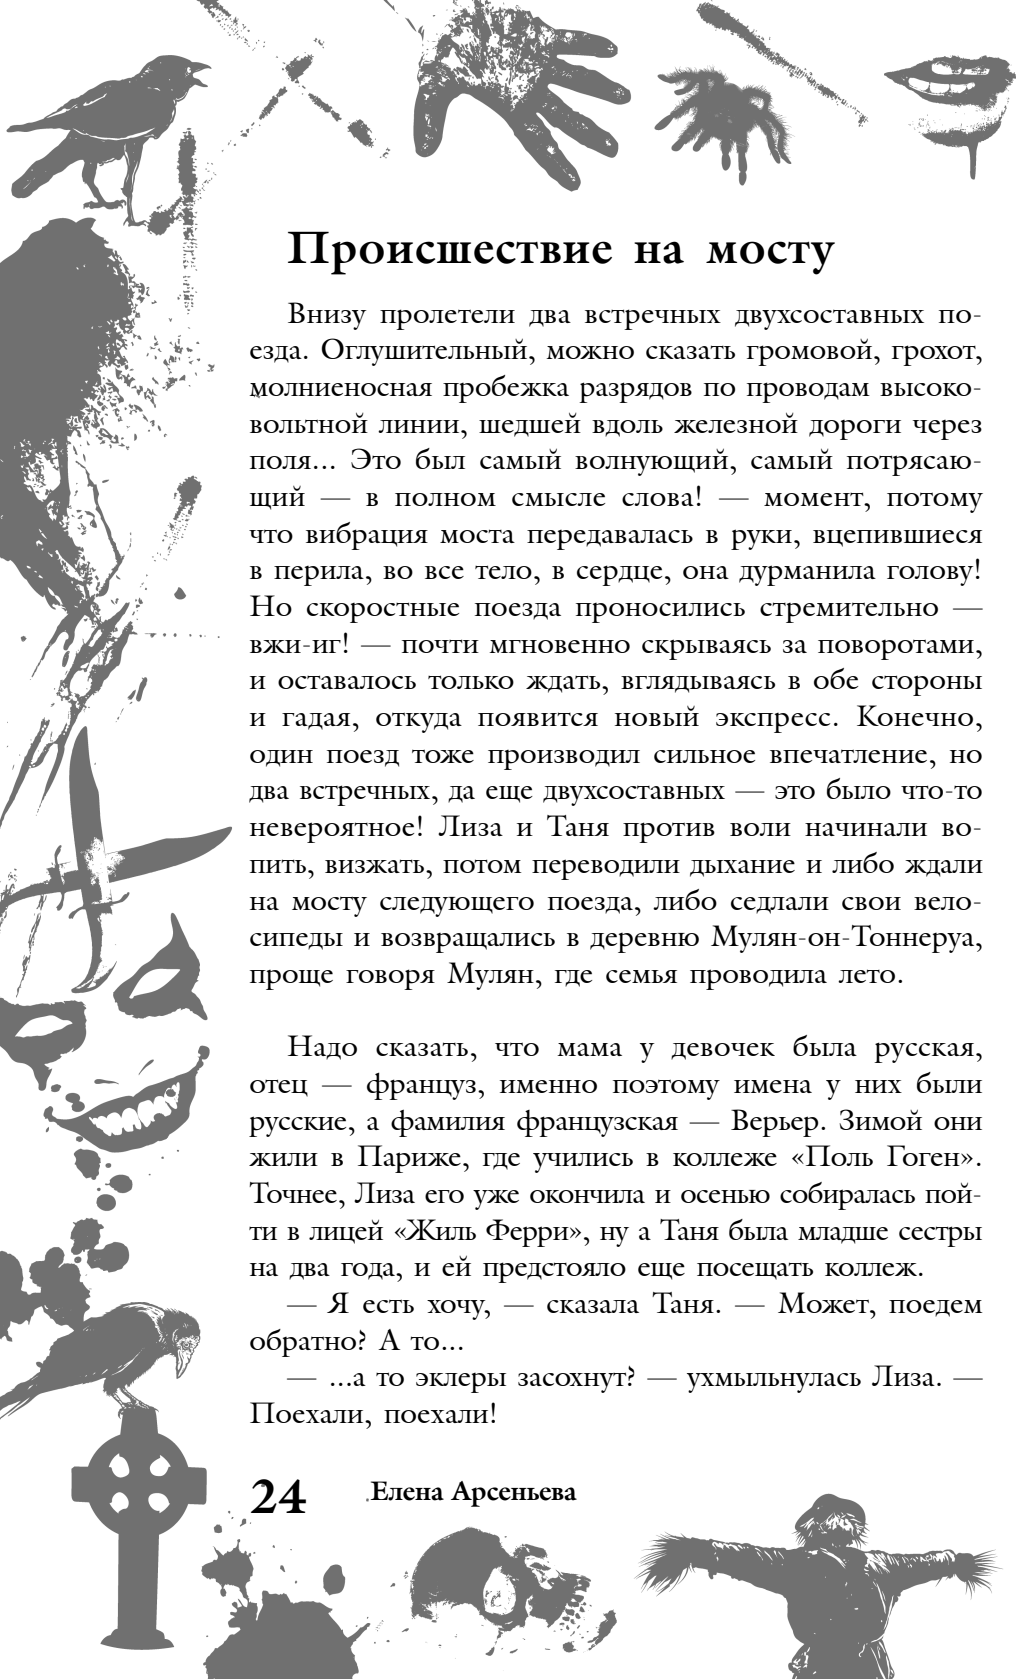 Происшествие на мосту
Внизу пролетели два встречных двухсоставных по-
езда. Оглушительный, можно сказать громовой, грохот,
молниеносная пробежка разрядов по проводам высоко-
вольтной линии, шедшей вдоль железной дороги через
поля... Это был самый волнующий, самый потрясаю-
щий — в полном смысле слова! — момент, потому
что вибрация моста передавалась в руки, вцепившиеся
в перила, во все тело, в сердце, она дурманила голову!
Но скоростные поезда проносились стремительно —
вжи-иг! — почти мгновенно скрываясь за поворотами,
и оставалось только ждать, вглядываясь в обе стороны
и гадая, откуда появится новый экспресс. Конечно,
один поезд тоже производил сильное впечатление, но
два встречных, да еще двухсоставных — это было что-то
невероятное! Лиза и Таня против воли начинали во-
пить, визжать, потом переводили дыхание и либо ждали
на мосту следующего поезда, либо седлали свои вело-
сипеды и возвращались в деревню Мулян-он-Тоннеруа,
проще говоря Мулян, где семья проводила лето.
Надо сказать, что мама у девочек была русская,
отец — француз, именно поэтому имена у них были
русские, а фамилия французская — Верьер. Зимой они
жили в Париже, где учились в коллеже «Поль Гоген».
Точнее, Лиза его уже окончила и осенью собиралась пой-
ти в лицей «Жиль Ферри», ну а Таня была младше сестры
на два года, и ей предстояло еще посещать коллеж.
— Я есть хочу, — сказала Таня. — Может, поедем
обратно? А то...
— ...а то эклеры засохнут? — ухмыльнулась Лиза. —
Поехали, поехали!
24 Елена Арсеньева